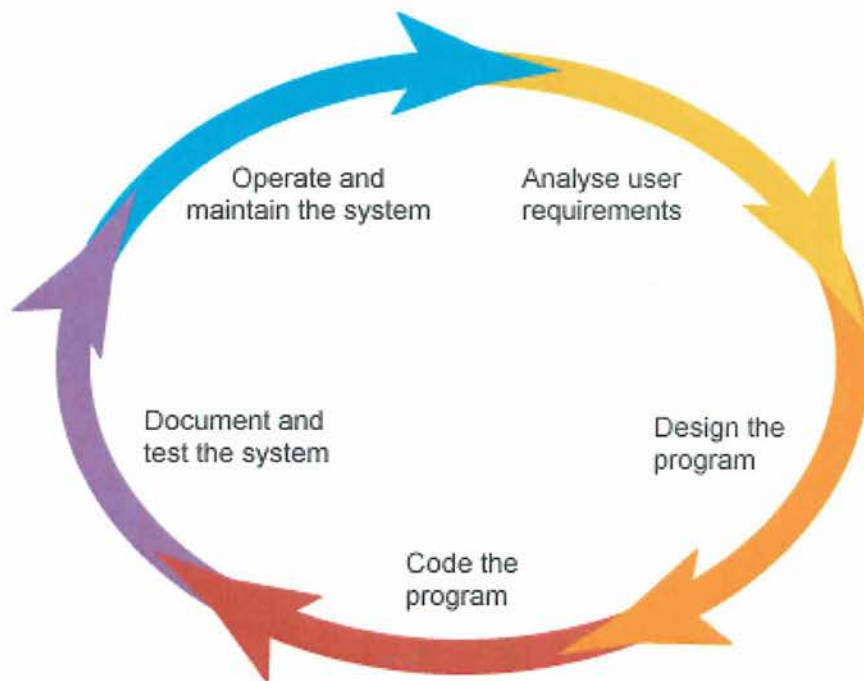 Operate and
maintain the system
Analyse user
requirements
Design the
program
Code the
program
Document and
test the system